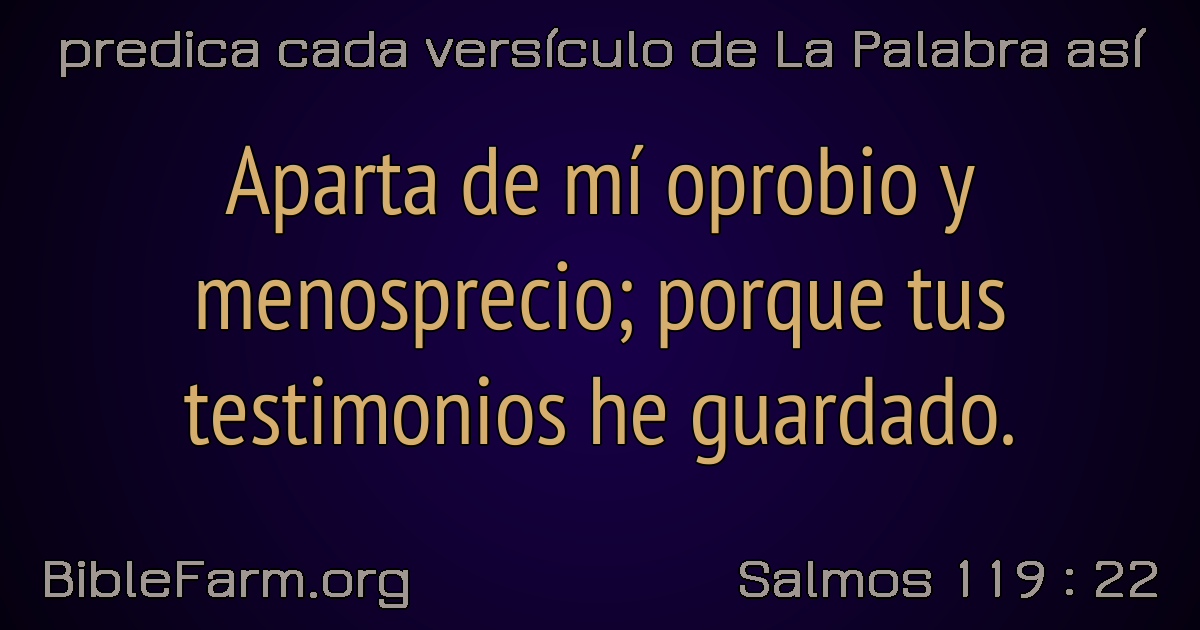 predica cada versículo de La Palabra así
Aparta de mí oprobio y
menosprecio; porque tus
testimonios he guardado.
BibleFarm.org
Salmos 119 : 22